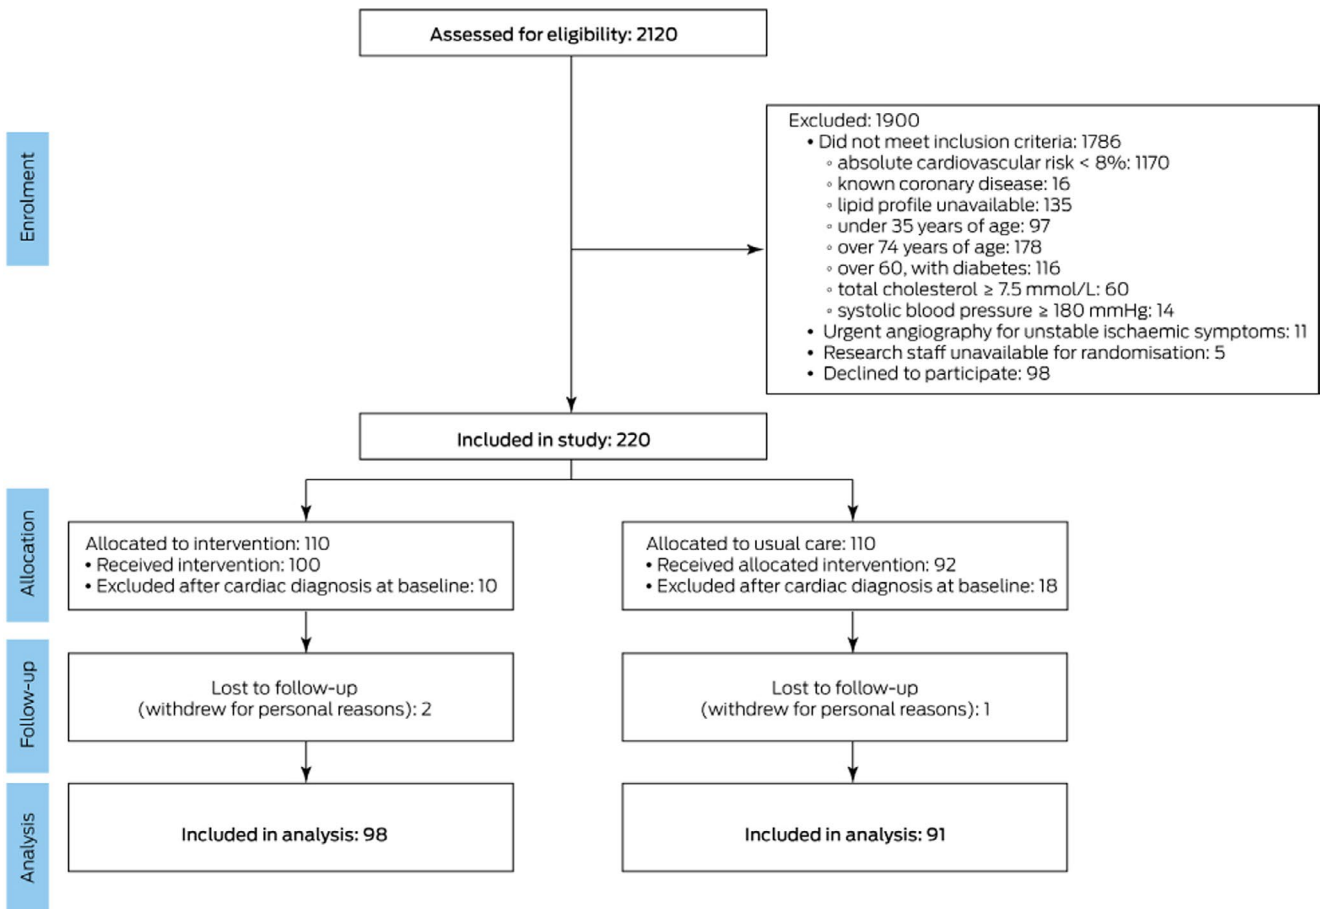 Assessed for eligibility: 2120
Enrolment
Excluded: 1900
• Did not meet inclusion criteria: 1786
◦ absolute cardiovascular risk < 8%: 1170
◦ known coronary disease: 16
◦ lipid profile unavailable: 135
◦ under 35 years of age: 97
◦ over 74 years of age: 178
◦ over 60, with diabetes: 116
◦ total cholesterol ≥ 7.5 mmol/L: 60
◦ systolic blood pressure ≥ 180 mmHg: 14
• Urgent angiography for unstable ischaemic symptoms: 11
• Research staff unavailable for randomisation: 5
• Declined to participate: 98
Included in study: 220
Allocation
Allocated to intervention: 110
• Received intervention: 100
• Excluded after cardiac diagnosis at baseline: 10
Allocated to usual care: 110
• Received allocated intervention: 92
• Excluded after cardiac diagnosis at baseline: 18
Follow-up
Lost to follow-up
(withdrew for personal reasons): 2
Lost to follow-up
(withdrew for personal reasons): 1
Analysis
Included in analysis: 98
Included in analysis: 91